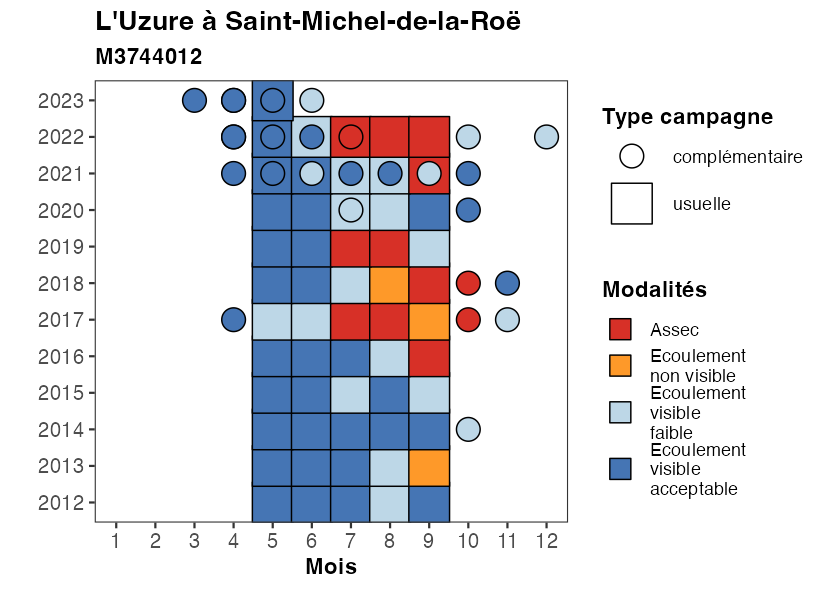 L'Uzure à Saint-Michel-de-la-Roë
M3744012
2023
2022
2021
2020
2019
2018
2017
2016
2015
2014
2013
2012
1 2 3 4 5 6 7 8 9 10 11 12
Mois
Type campagne
complémentaire
usuelle
Modalités
Assec
Ecoulement
non visible
Ecoulement
visible
faible
Ecoulement
visible
acceptable